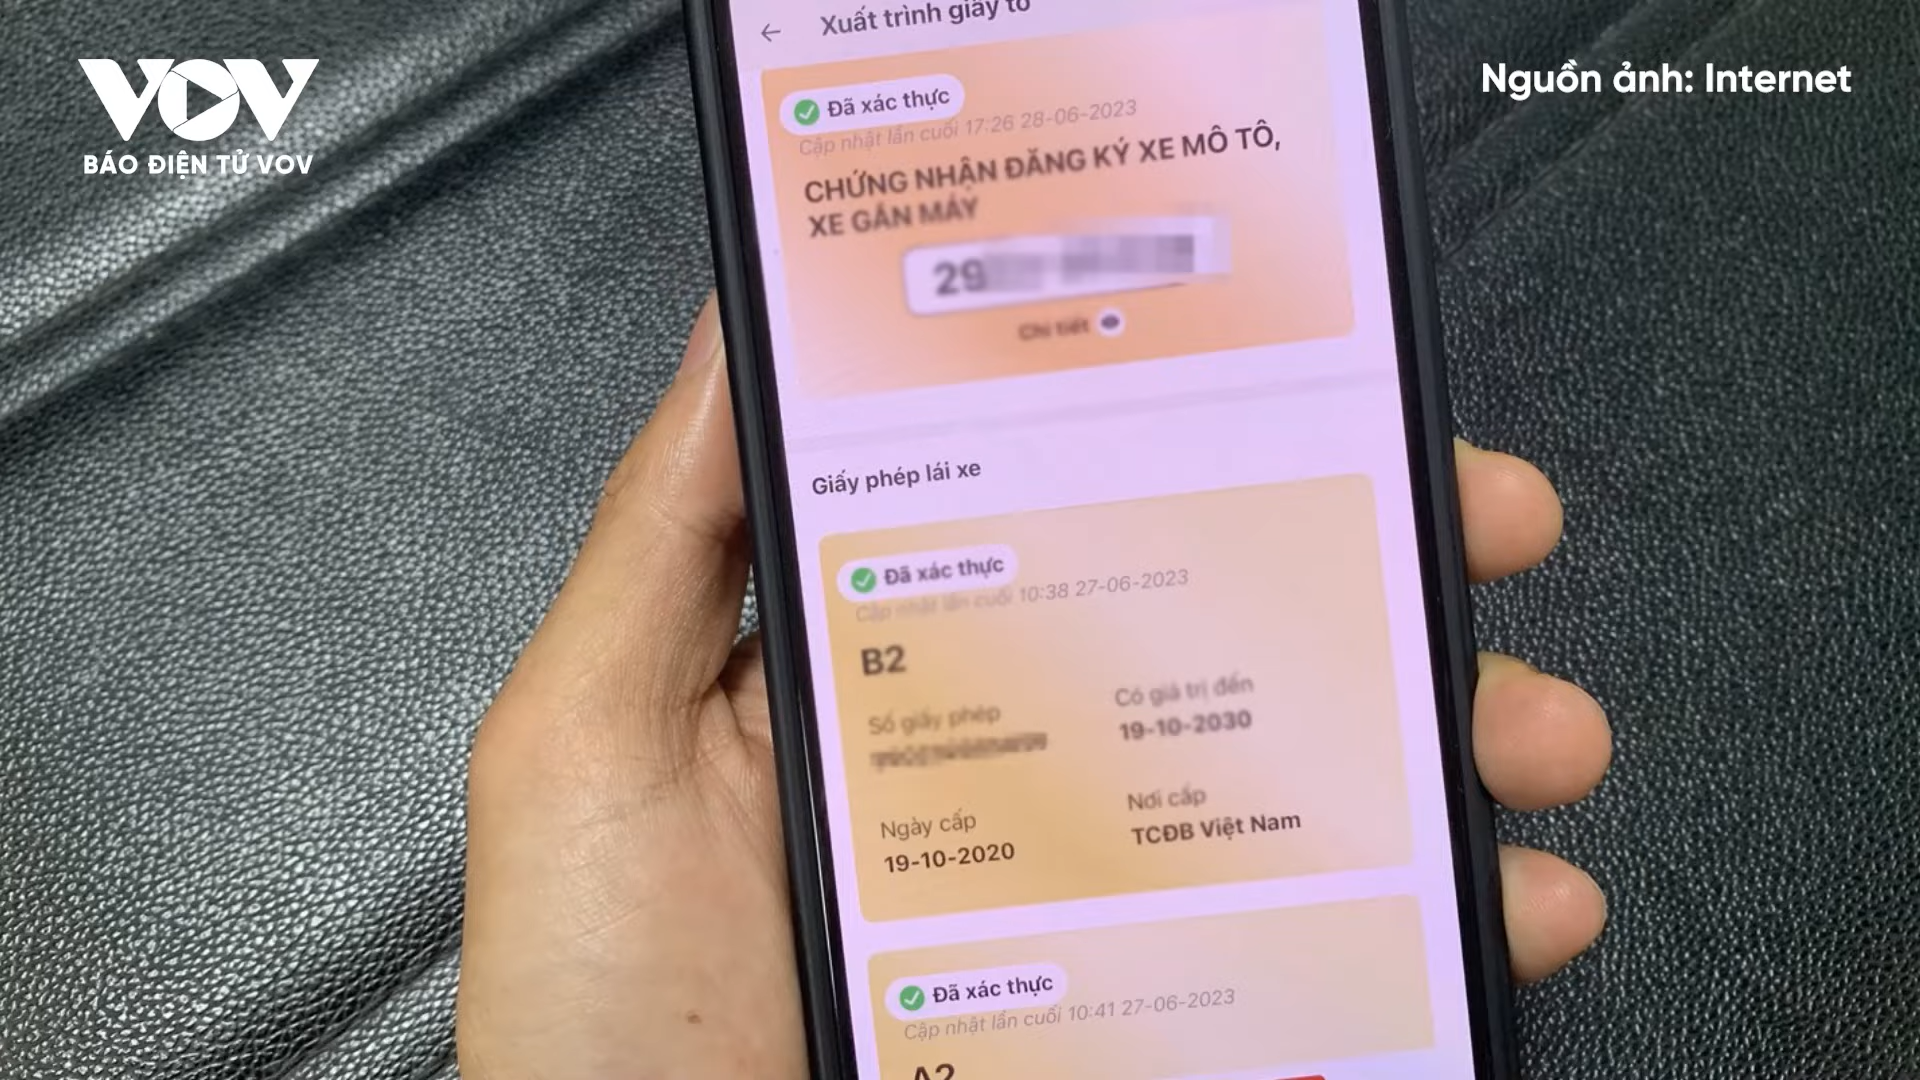 VOV
BÁO ĐIỆN TỬ VOV
Nguồn ảnh: Internet
Xuất trình giấy tờ
Đã xác thực
Cập nhật lần cuối 17:26 28-06-2023
CHỨNG NHẬN ĐĂNG KÝ XE MÔ TÔ,
XE GẮN MÁY
29
Chi tiết
Giấy phép lái xe
Đã xác thực
Cập nhật lần cuối 10:38 27-06-2023
B2
Số giấy phép
Có giá trị đến
19-10-2030
Ngày cấp
19-10-2020
Nơi cấp
TCĐB Việt Nam
Đã xác thực
Cập nhật lần cuối 10:41 27-06-2023
A2